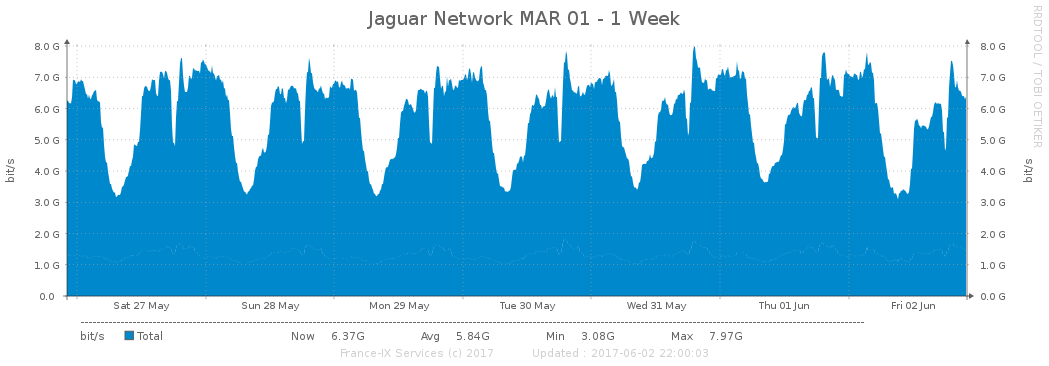 Jaguar Network MAR 01 - 1 Week
RRDTOOL / TOBI OETIKER
bit/s
8.0 G 8.0 G
7.0 G 7.0 G
6.0 G 6.0 G
5.0 G 5.0 G
4.0 G 4.0 G
3.0 G 3.0 G
2.0 G 2.0 G
1.0 G 1.0 G
0.0 0.0 G
bit/s
Sat 27 May Sun 28 May Mon 29 May Tue 30 May Wed 31 May Thu 01 Jun Fri 02 Jun
bit/s Total Now 6.37G Avg 5.84G Min 3.08G Max 7.97G
France-IX Services (c) 2017 Updated : 2017-06-02 22:00:03